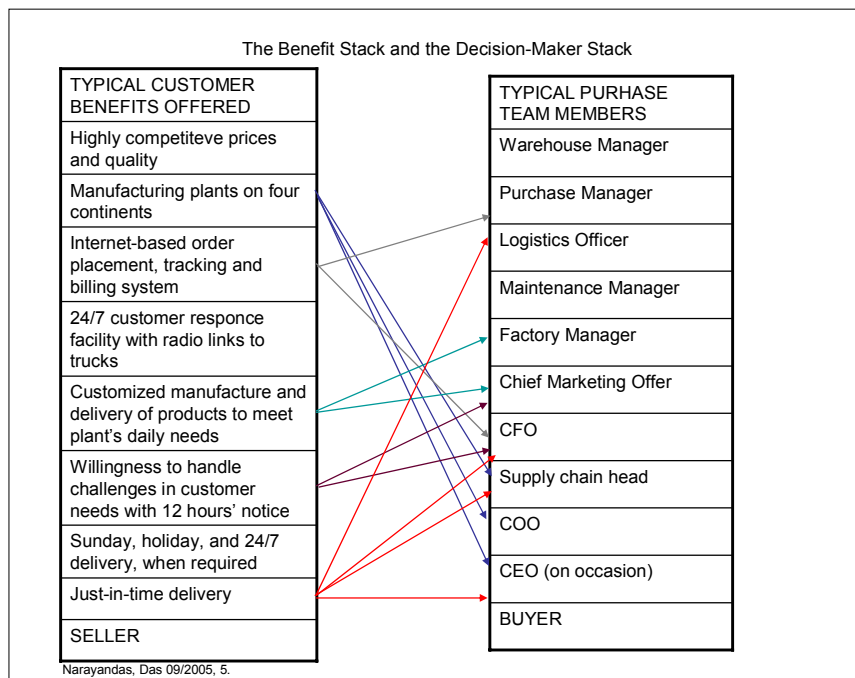 The Benefit Stack and the Decision-Maker Stack
TYPICAL CUSTOMER
BENEFITS OFFERED
Highly competiteve prices
and quality
Manufacturing plants on four
continents
Internet-based order
placement, tracking and
billing system
24/7 customer responce
facility with radio links to
trucks
Customized manufacture and
delivery of products to meet
plant's daily needs
Willingness to handle
challenges in customer
needs with 12 hours' notice
Sunday, holiday, and 24/7
delivery, when required
Just-in-time delivery
SELLER
TYPICAL PURHASE
TEAM MEMBERS
Warehouse Manager
Purchase Manager
Logistics Officer
Maintenance Manager
Factory Manager
Chief Marketing Offer
CFO
Supply chain head
COO
CEO (on occasion)
BUYER
Narayandas, Das 09/2005, 5.